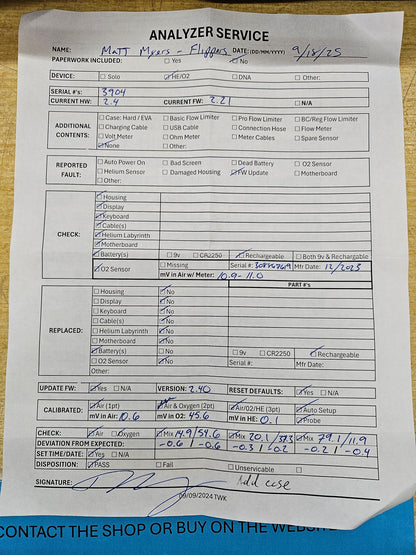 ANALYZER SERVICE
NAME: Matt Myers - Flippers DATE: (DD/MM/YYYY) 9/18/25
PAPERWORK INCLUDED: ☐ Yes ☑ No
DEVICE: ☐ Solo ☑ HE/O2 ☐ DNA ☐ Other:
SERIAL #'s: 3904
CURRENT HW: 2.4 CURRENT FW: 2.21 ☐ N/A
ADDITIONAL CONTENTS:
☐ Case: Hard / EVA ☐ Basic Flow Limiter ☐ Pro Flow Limiter ☐ BC/Reg Flow Limiter
☐ Charging Cable ☐ USB Cable ☐ Connection Hose ☐ Flow Meter
☐ Volt Meter ☐ Ohm Meter ☐ Meter Cables ☐ Spare Sensor
☑ None ☐ Other:
REPORTED FAULT:
☐ Auto Power On ☐ Bad Screen ☐ Dead Battery ☐ O2 Sensor
☐ Helium Sensor ☐ Damaged Housing ☑ FW Update ☐ Motherboard
☐ Other:
CHECK:
☑ Housing
☑ Display
☑ Keyboard
☑ Cable(s)
☑ Helium Labyrinth
☑ Motherboard
☑ Battery(s) ☐ 9v ☐ CR2250 ☑ Rechargeable ☐ Both 9v & Rechargeable
☑ O2 Sensor ☐ Missing Serial #: Mfr Date: 12/2023
mV in Air w/ Meter: 10.9 - 11.0
PART #'s
REPLACED:
☐ Housing ☑ No
☐ Display ☑ No
☐ Keyboard ☑ No
☐ Cable(s) ☑ No
☐ Helium Labyrinth ☑ No
☐ Motherboard ☑ No
☑ Battery(s) ☐ No ☐ 9v ☐ CR2250 ☑ Rechargeable
☐ O2 Sensor ☑ No Serial #: Mfr Date:
Other:
UPDATE FW: ☑ Yes ☐ N/A VERSION: 2.40 RESET DEFAULTS: ☑ Yes ☐ N/A
CALIBRATED: ☑ Air (1pt) ☑ Air & Oxygen (2pt) ☑ Air/O2/HE (3pt) ☑ Auto Setup
mV in Air: 0.6 mV in O2: 45.6 mV in HE: 0.1 ☑ Probe
CHECK: ☑ Air ☐ Oxygen ☑ Mix 14.9/54.6 ☑ Mix 20.1/37.3 ☑ Mix 79.1/11.9
DEVIATION FROM EXPECTED: -0.6 / -0.6 -0.3 / -0.2 -0.2 / -0.4
SET TIME/DATE: ☑ Yes ☐ N/A
DISPOSITION: ☑ PASS ☐ Fail ☐ Unserviceable ☐
SIGNATURE: Add case
09/09/2024 TWK
CONTACT THE SHOP OR BUY ON THE